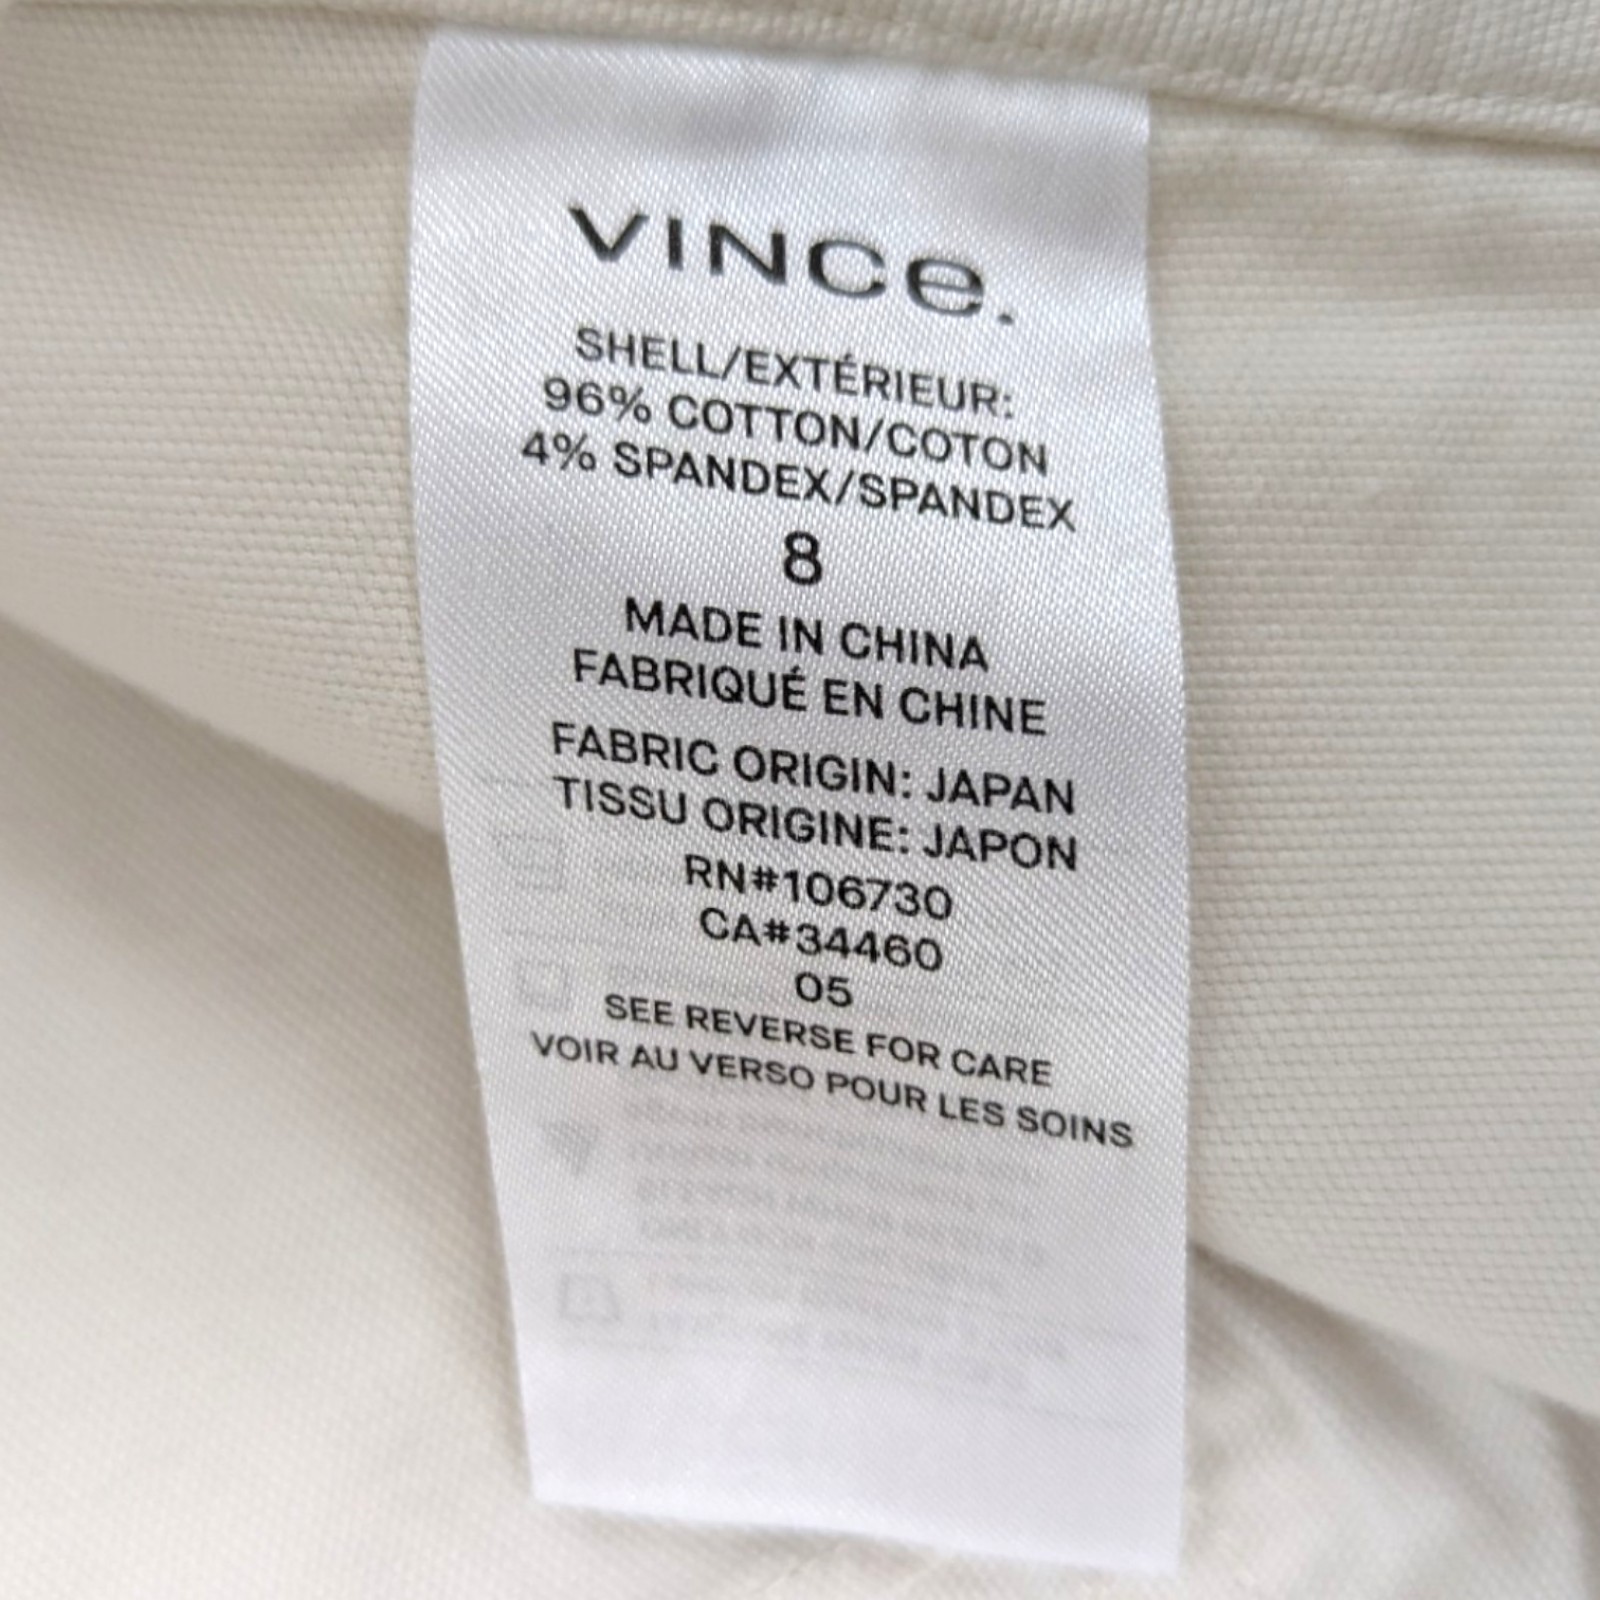 VINCe.
SHELL/EXTÉRIEUR:
96% COTTON/COTON
4% SPANDEX/SPANDEX
8
MADE IN CHINA
FABRIQUÉ EN CHINE
FABRIC ORIGIN: JAPAN
TISSU ORIGINE: JAPON
RN#106730
CA#34460
05
SEE REVERSE FOR CARE
VOIR AU VERSO POUR LES SOINS